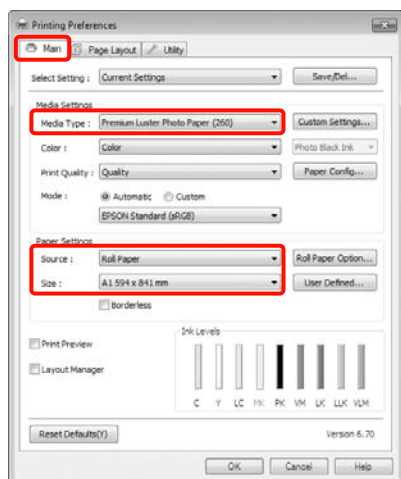 Printing Preferences
Main Page Layout Utility
Select Setting : Current Settings Save/Del...
Media Settings
Media Type : Premium Luster Photo Paper (260) Custom Settings...
Color : Color Photo Black Ink
Print Quality : Quality Paper Config...
Mode : Automatic Custom
EPSON Standard (sRGB)
Paper Settings
Source : Roll Paper Roll Paper Option...
Size : A1 594 x 841 mm User Defined...
Borderless
Ink Levels
Print Preview
Layout Manager
C Y LC MK PK VM LK LLK VLM
Reset Defaults(Y) Version 6.70
OK Cancel Help